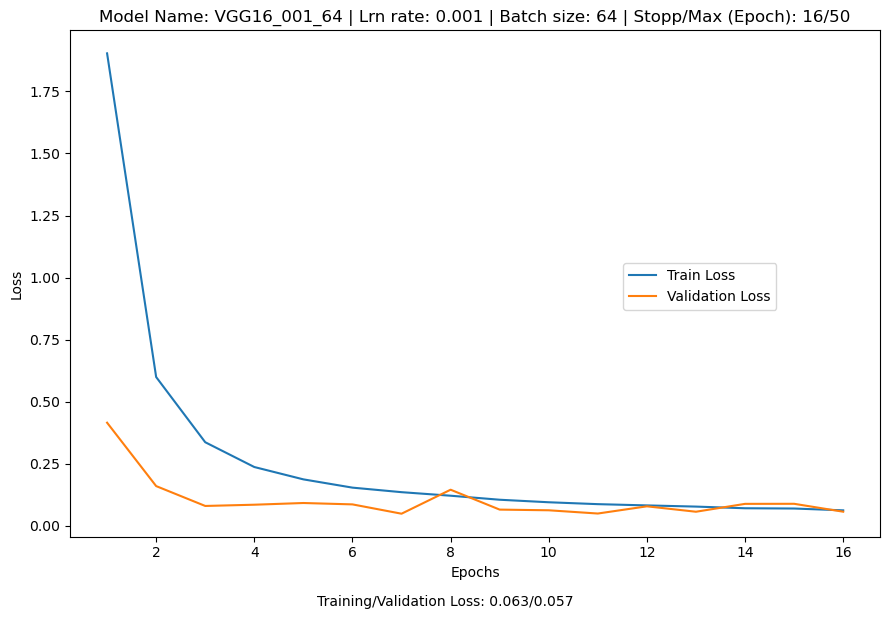 Model Name: VGG16_001_64 | Lrn rate: 0.001 | Batch size: 64 | Stopp/Max (Epoch): 16/50
1.75
1.50
1.25
1.00
0.75
0.50
0.25
0.00
Loss
Train Loss
Validation Loss
2 4 6 8 10 12 14 16
Epochs
Training/Validation Loss: 0.063/0.057